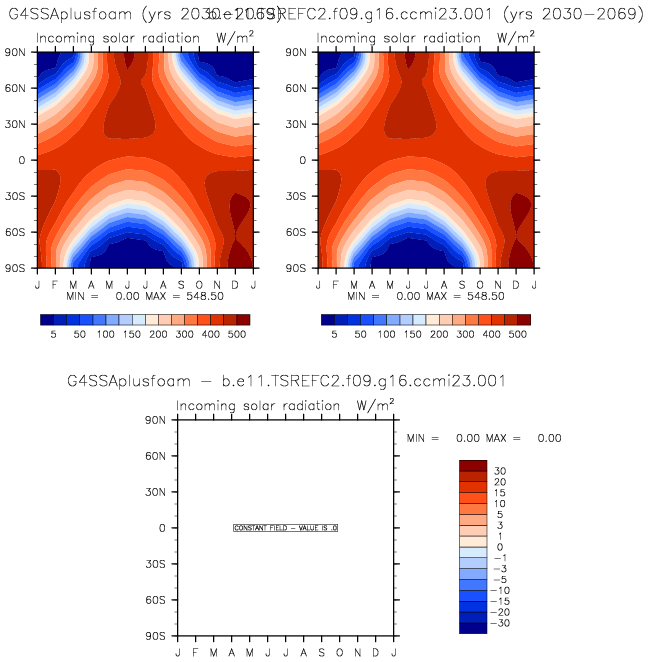 G4SSAplusfoam (yrs 2030-2069)
b.e11.TSREFC2.f09.g16.ccmi23.001 (yrs 2030-2069)
Incoming solar radiation W/m²
Incoming solar radiation W/m²
90N
60N
30N
0
30S
60S
90S
J F M A M J J A S O N D J
MIN = 0.00 MAX = 548.50
5 50 100 150 200 300 400 500
90N
60N
30N
0
30S
60S
90S
J F M A M J J A S O N D J
MIN = 0.00 MAX = 548.50
5 50 100 150 200 300 400 500
G4SSAplusfoam - b.e11.TSREFC2.f09.g16.ccmi23.001
Incoming solar radiation W/m²
MIN = 0.00 MAX = 0.00
90N
60N
30N
0
30S
60S
90S
CONSTANT FIELD - VALUE IS .0
J F M A M J J A S O N D J
30
20
15
10
5
3
1
0
-1
-3
-5
-10
-15
-20
-30